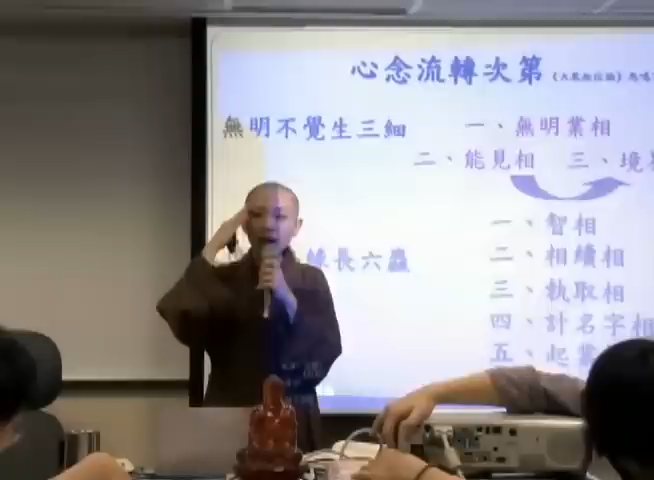 心念流轉次第
無明不覺生三細 一、無明業相
二、能見相 三、境
一、智相
緣長六麤 二、相續相
三、執取相
四、計名字相
五、起業